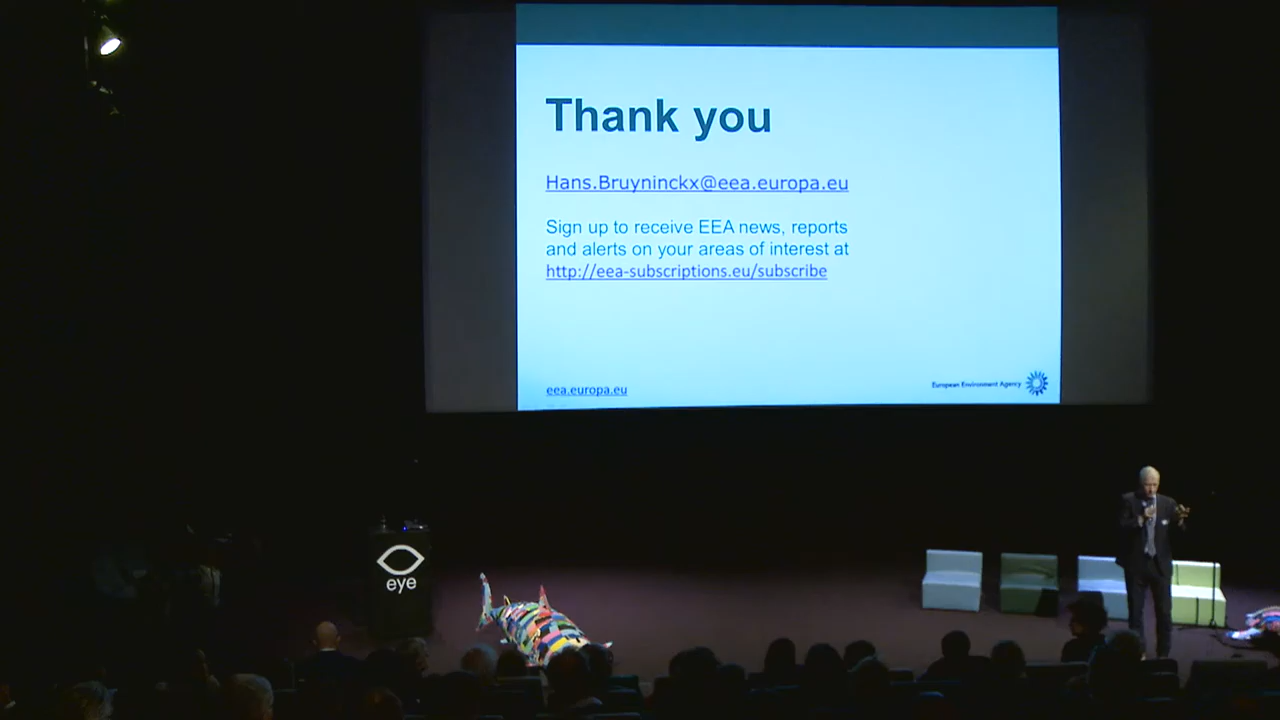 Thank you
Hans.Bruyninckx@eea.europa.eu
Sign up to receive EEA news, reports
and alerts on your areas of interest at
http://eea-subscriptions.eu/subscribe
eea.europa.eu
European Environment Agency
eye